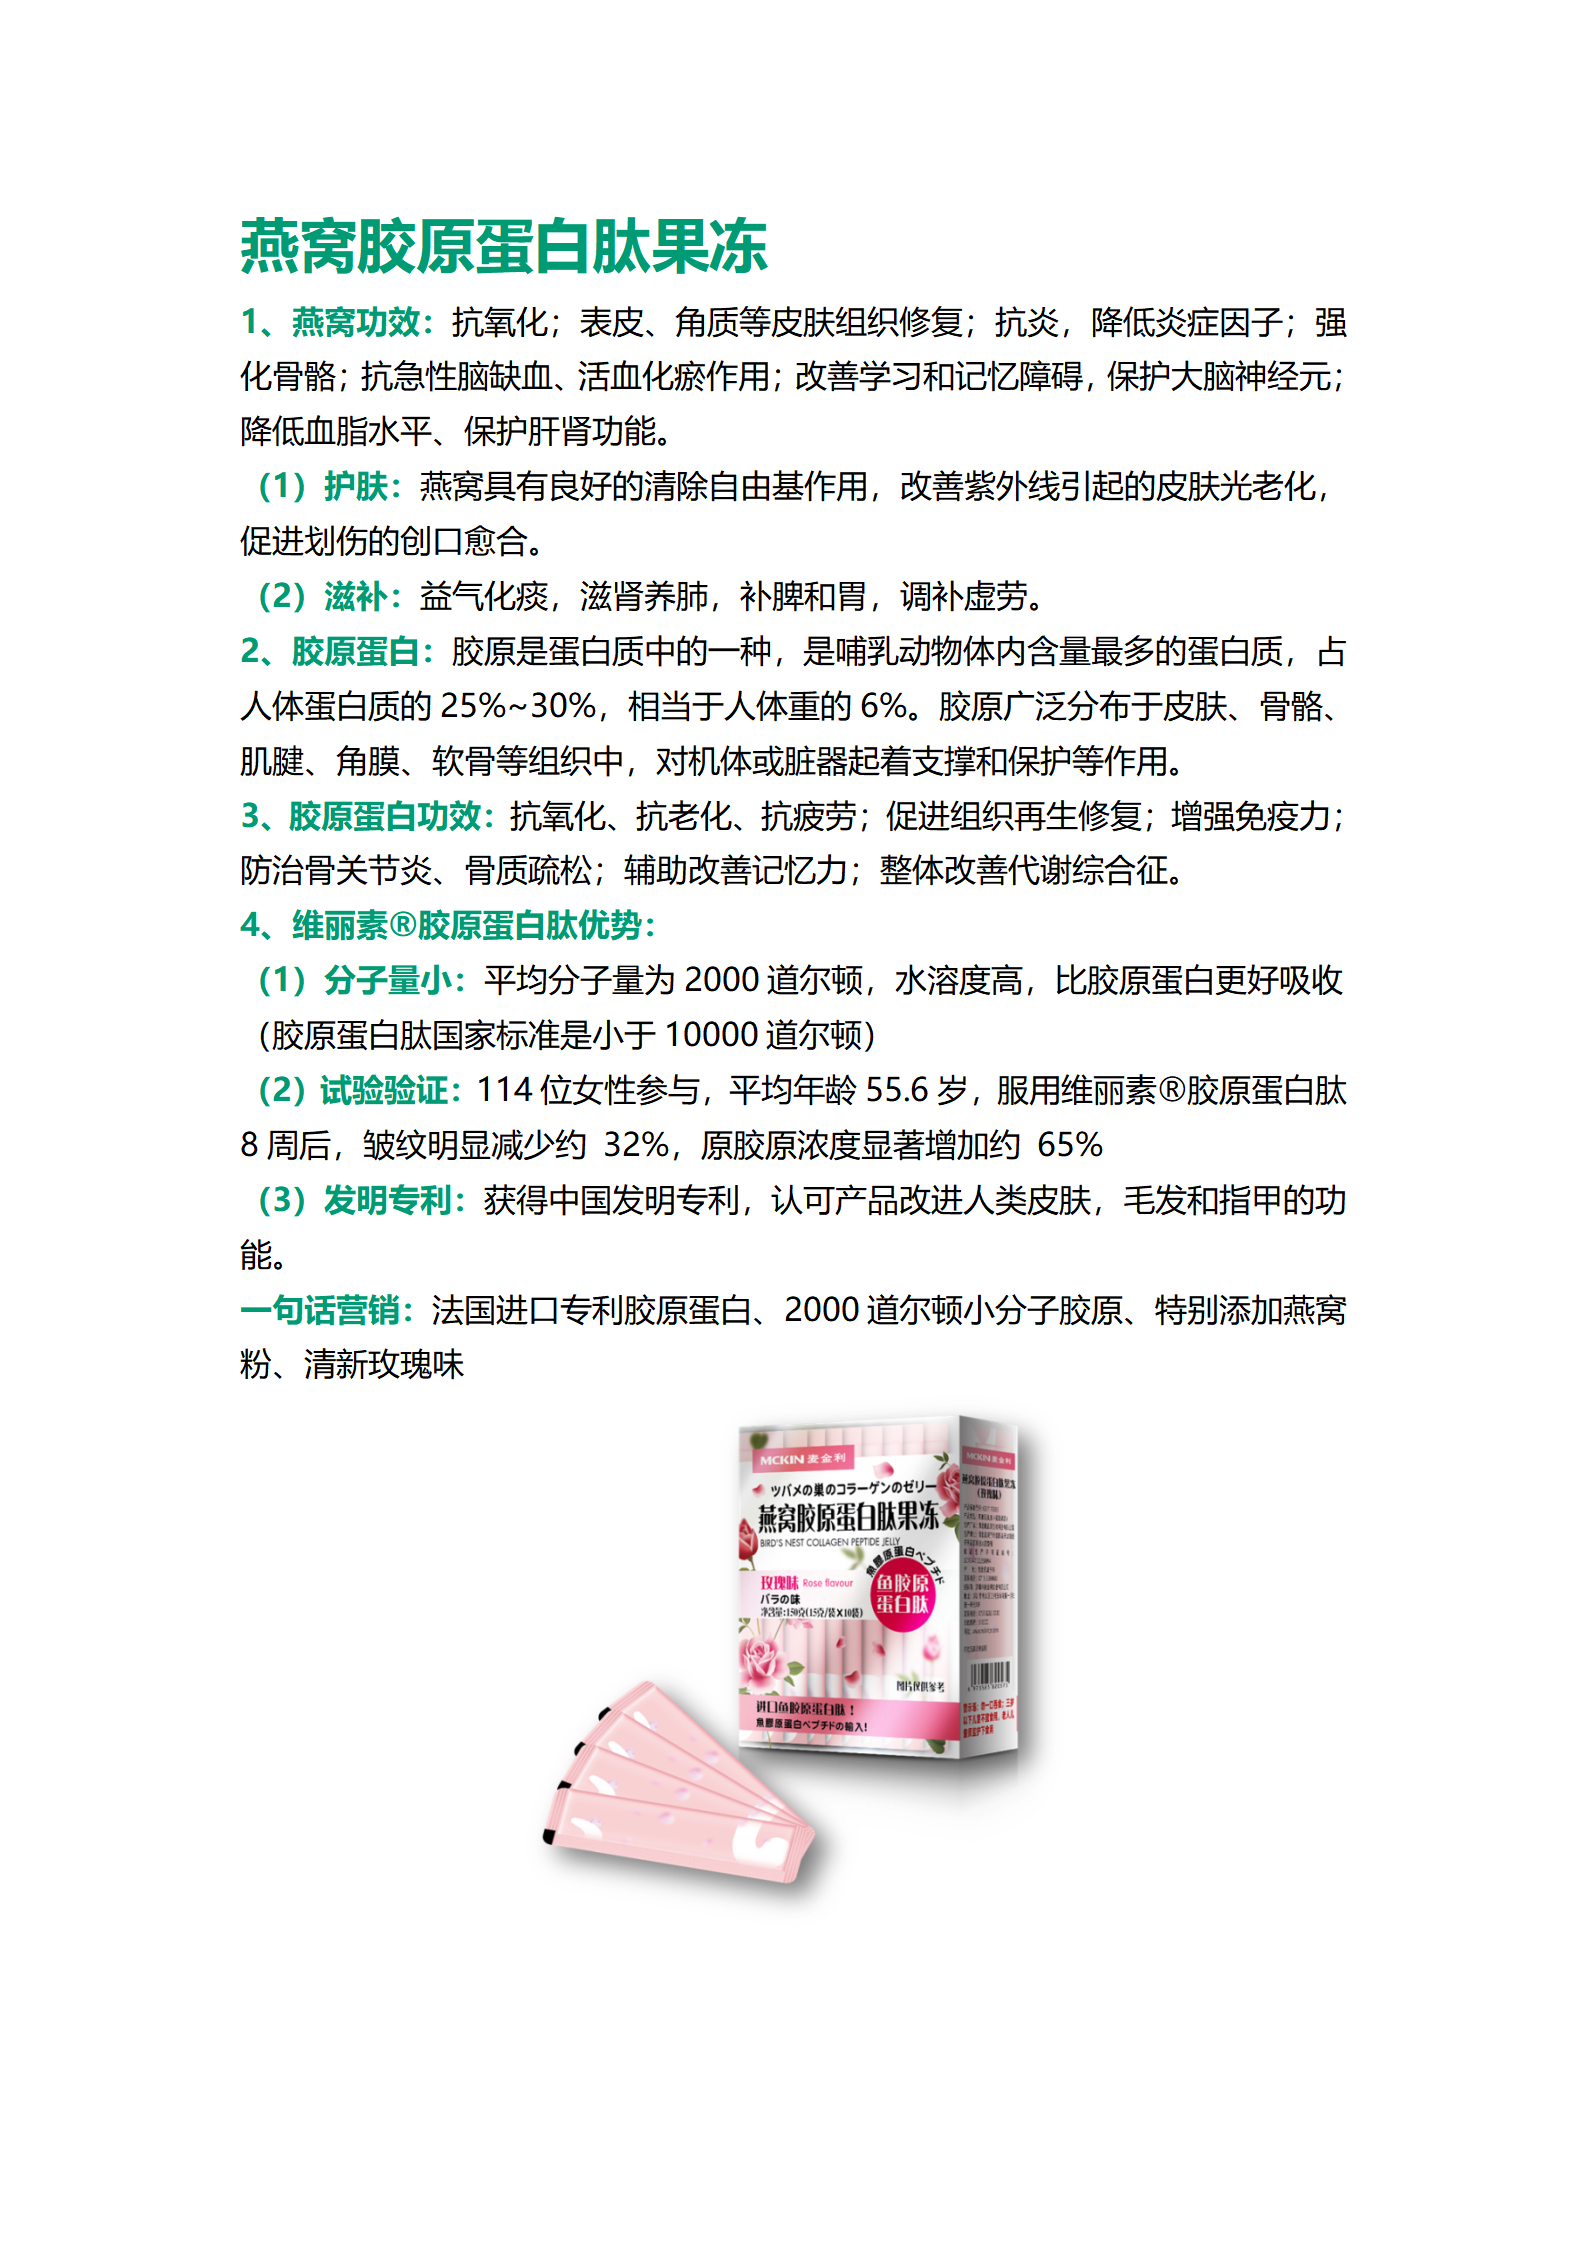 燕窝胶原蛋白肽果冻
1、燕窝功效：抗氧化；表皮、角质等皮肤组织修复；抗炎，降低炎症因子；强
化骨骼；抗急性脑缺血、活血化瘀作用；改善学习和记忆障碍，保护大脑神经元；
降低血脂水平、保护肝肾功能。
（1）护肤：燕窝具有良好的清除自由基作用，改善紫外线引起的皮肤光老化，
促进划伤的创口愈合。
（2）滋补：益气化痰，滋肾养肺，补脾和胃，调补虚劳。
2、胶原蛋白：胶原是蛋白质中的一种，是哺乳动物体内含量最多的蛋白质，占
人体蛋白质的 25%~30%，相当于人体重的 6%。胶原广泛分布于皮肤、骨骼、
肌腱、角膜、软骨等组织中，对机体或脏器起着支撑和保护等作用。
3、胶原蛋白功效：抗氧化、抗老化、抗疲劳；促进组织再生修复；增强免疫力；
防治骨关节炎、骨质疏松；辅助改善记忆力；整体改善代谢综合征。
4、维丽素®胶原蛋白肽优势：
（1）分子量小：平均分子量为 2000 道尔顿，水溶度高，比胶原蛋白更好吸收
（胶原蛋白肽国家标准是小于 10000 道尔顿）
（2）试验验证：114 位女性参与，平均年龄 55.6 岁，服用维丽素®胶原蛋白肽
8 周后，皱纹明显减少约 32%，原胶原浓度显著增加约 65%
（3）发明专利：获得中国发明专利，认可产品改进人类皮肤，毛发和指甲的功
能。
一句话营销：法国进口专利胶原蛋白、2000 道尔顿小分子胶原、特别添加燕窝
粉、清新玫瑰味
MCKIN 麦金利
ツバメの巣のコラーゲンのゼリー
燕窝胶原蛋白肽果冻
BIRD'S NEST COLLAGEN PEPTIDE JELLY
魚膠原蛋白ペプチド
鱼胶原
蛋白肽
玫瑰味 Rose flavour
バラの味
净含量:150克(15克/袋X10袋)
图片仅供参考
进口鱼胶原蛋白肽！
魚膠原蛋白ペプチドの輸入!
MCKIN 麦金利
燕窝胶原蛋白肽果冻
（玫瑰味）